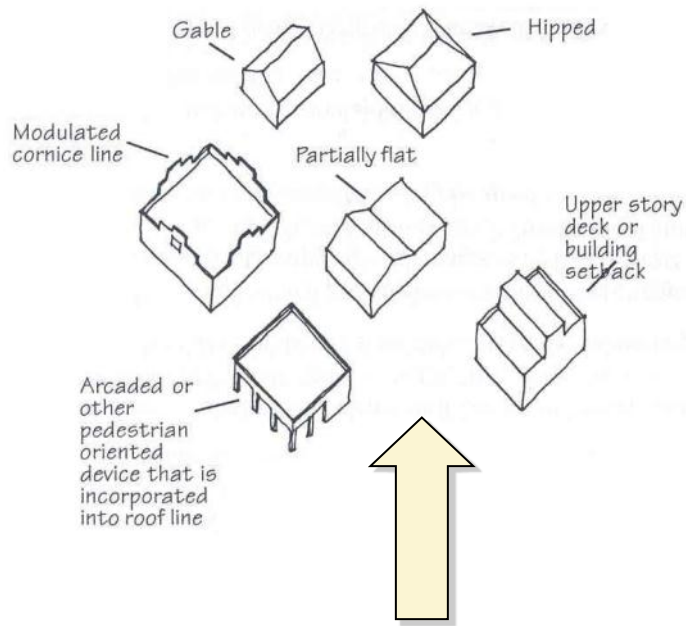 Gable
Hipped
Modulated
cornice line
Partially flat
Upper story
deck or
building
setback
Arcaded or
other
pedestrian
oriented
device that is
incorporated
into roof line